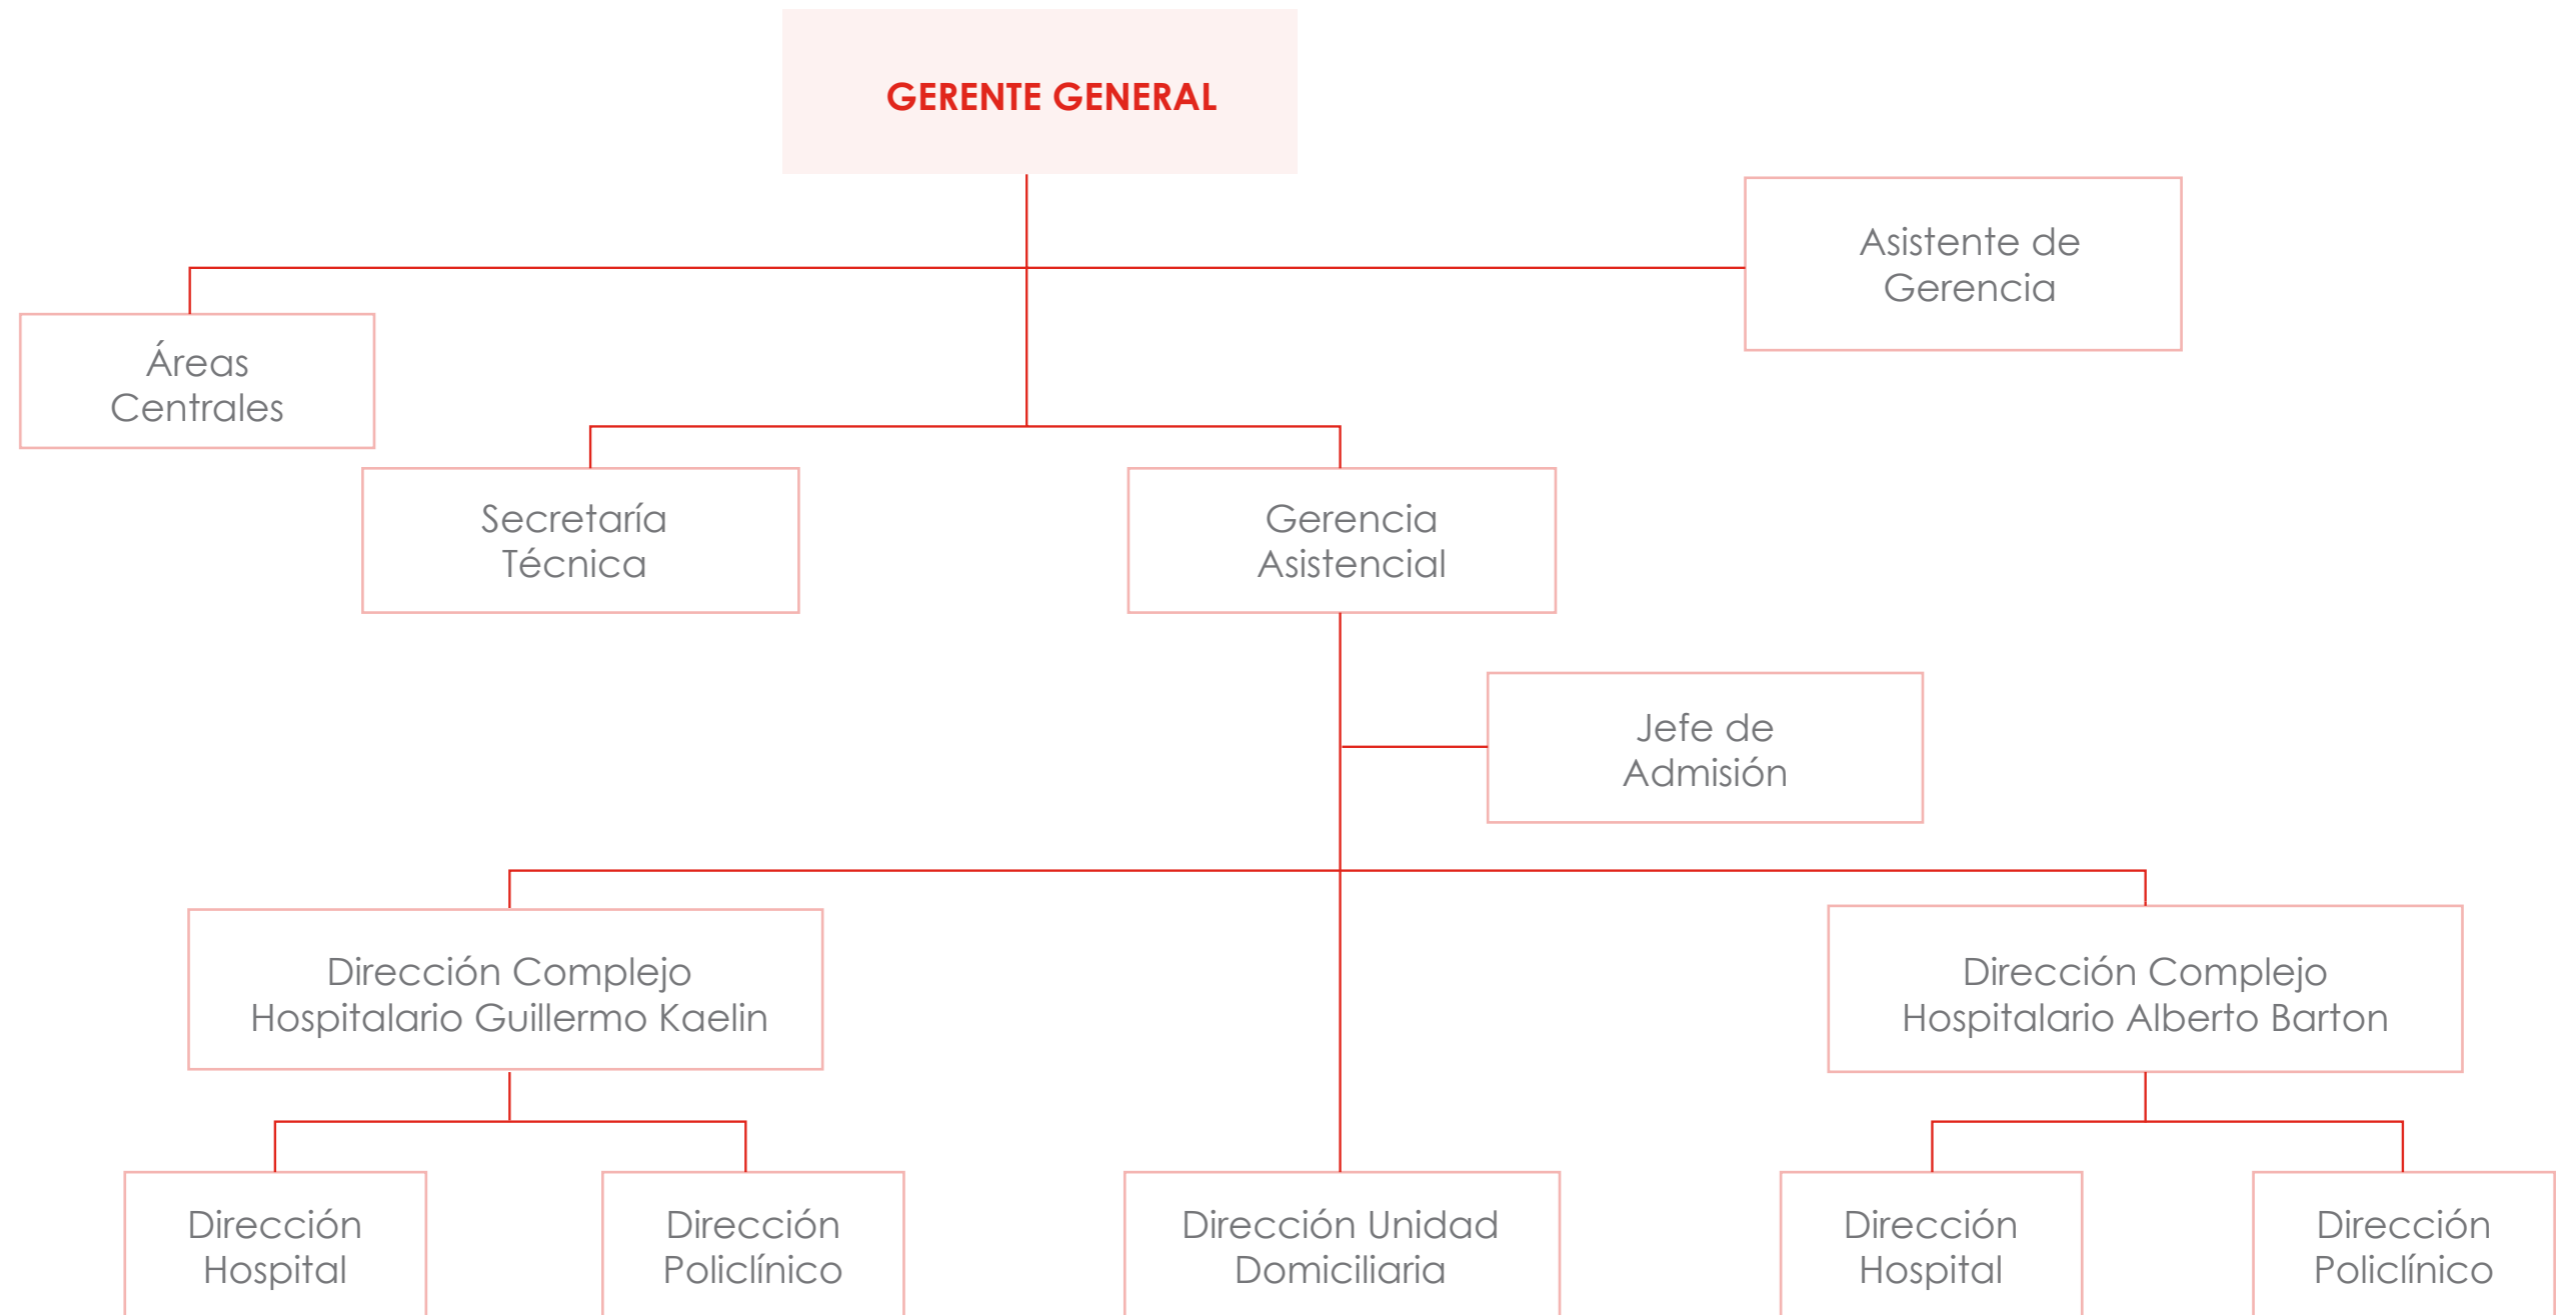 GERENTE GENERAL
Asistente de
Gerencia
Áreas
Centrales
Secretaría
Técnica
Gerencia
Asistencial
Jefe de
Admisión
Dirección Complejo
Hospitalario Guillermo Kaelin
Dirección Complejo
Hospitalario Alberto Barton
Dirección
Hospital
Dirección
Policlínico
Dirección Unidad
Domiciliaria
Dirección
Hospital
Dirección
Policlínico